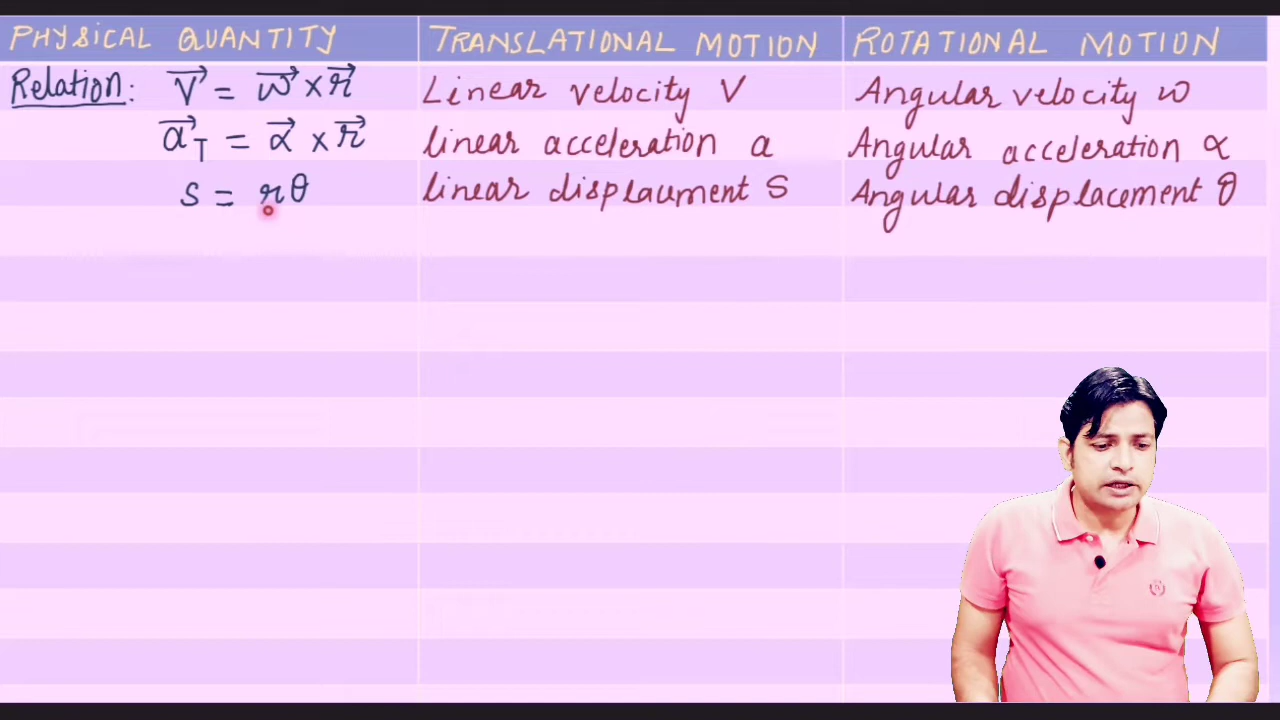 PHYSICAL QUANTITY TRANSLATIONAL MOTION ROTATIONAL MOTION
Relation: v⃗ = ω⃗ × r⃗ Linear velocity V Angular velocity ω
a⃗_T = α⃗ × r⃗ linear acceleration a Angular acceleration α
s = rθ linear displacement S Angular displacement θ